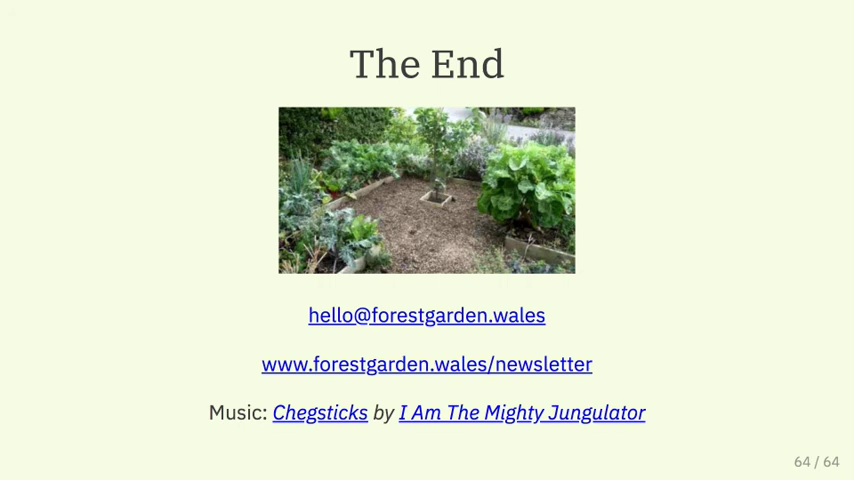 The End
hello@forestgarden.wales
www.forestgarden.wales/newsletter
Music: Chegsticks by I Am The Mighty Jungulator
64 / 64